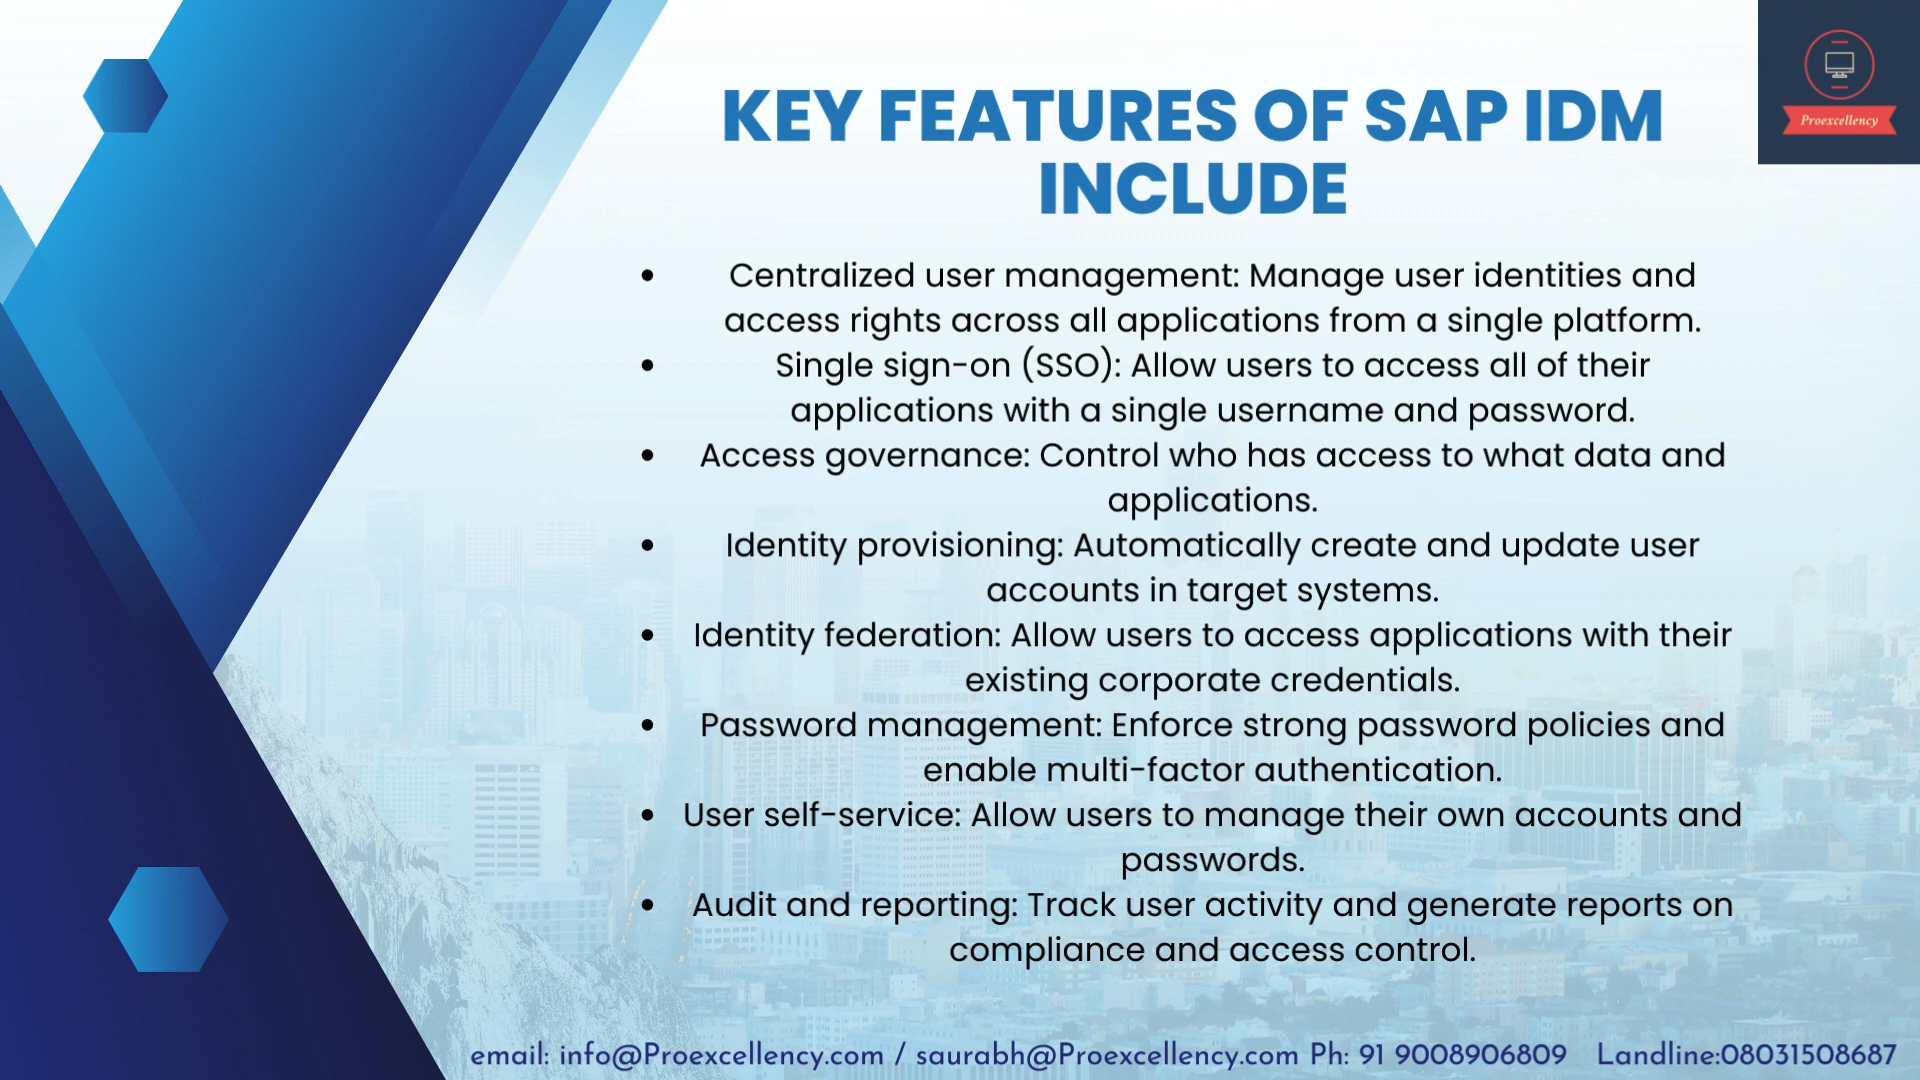 Proexcellency
KEY FEATURES OF SAP IDM
INCLUDE
• Centralized user management: Manage user identities and
access rights across all applications from a single platform.
• Single sign-on (SSO): Allow users to access all of their
applications with a single username and password.
• Access governance: Control who has access to what data and
applications.
• Identity provisioning: Automatically create and update user
accounts in target systems.
• Identity federation: Allow users to access applications with their
existing corporate credentials.
• Password management: Enforce strong password policies and
enable multi-factor authentication.
• User self-service: Allow users to manage their own accounts and
passwords.
• Audit and reporting: Track user activity and generate reports on
compliance and access control.
email: info@Proexcellency.com / saurabh@Proexcellency.com Ph: 91 9008906809 Landline:08031508687